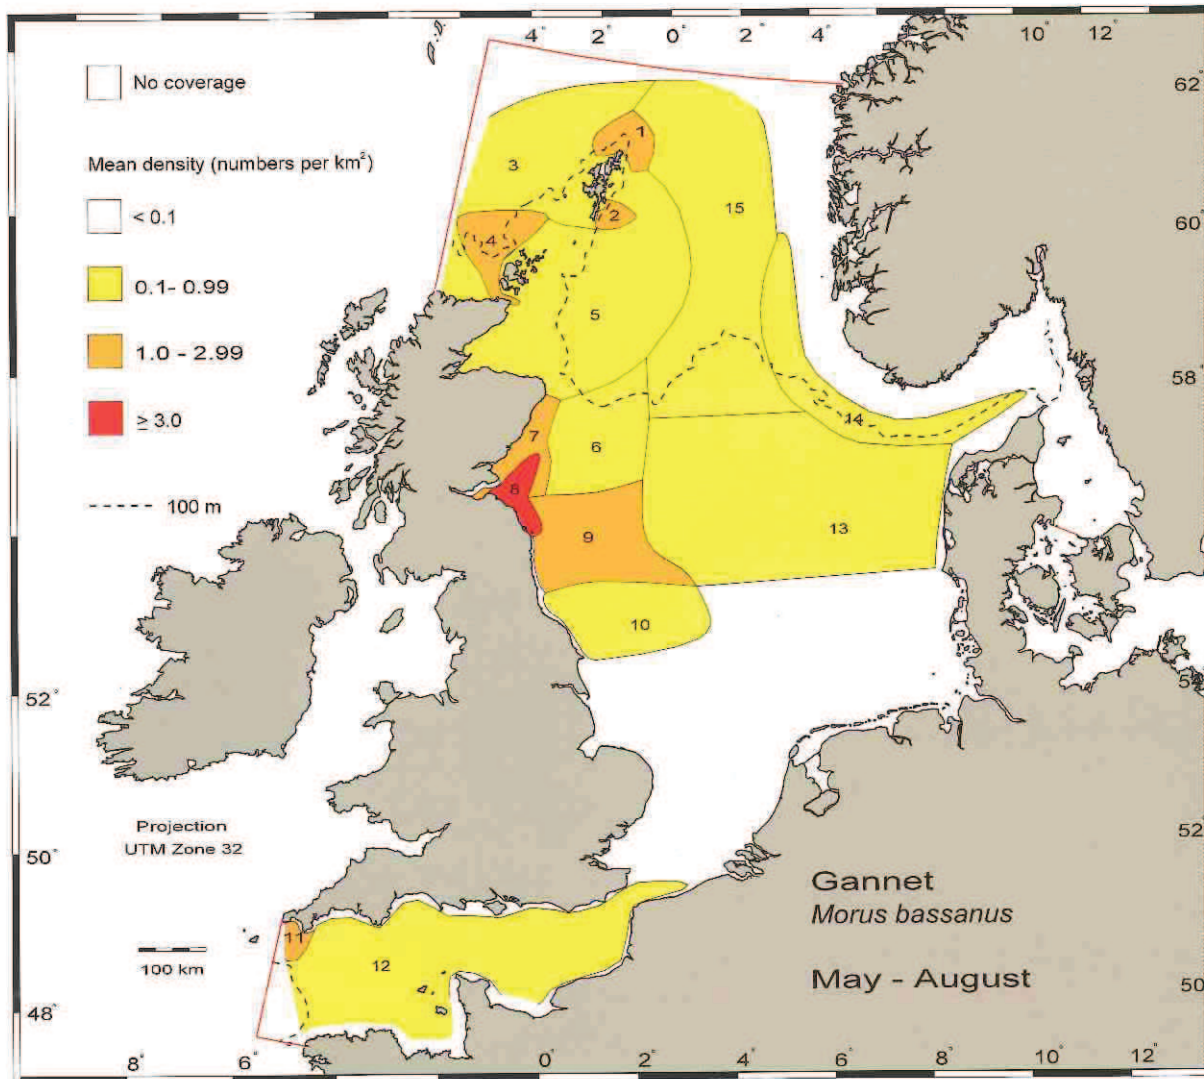 4° 2° 0° 2° 4° 10° 12°
No coverage
62°
Mean density (numbers per km²)
< 0.1
0.1- 0.99
1.0 - 2.99
≥ 3.0
100 m
1
3
15
2
60°
4
5
58°
14
7
6
8
9
13
10
52°
Projection
UTM Zone 32
52°
50°
Gannet
Morus bassanus
11
12
100 km
May - August
50°
48°
8° 6° 0° 2° 4° 6° 8° 10° 12°